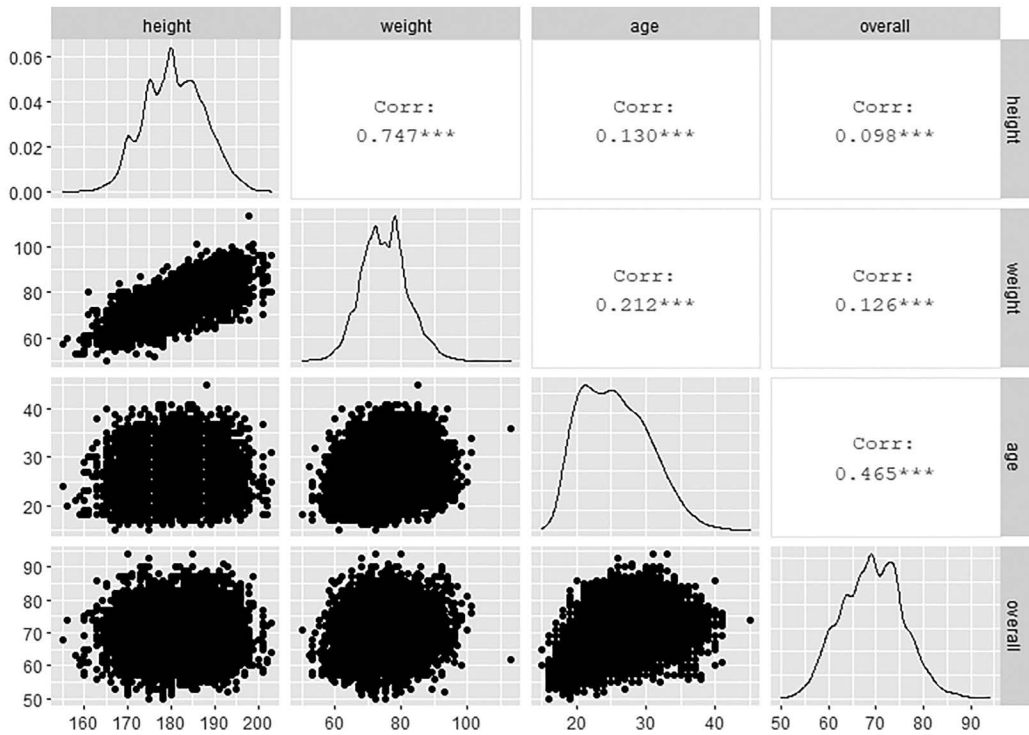 height weight age overall
0.06
0.04
0.02
0.00
Corr:
0.747***
Corr:
0.130***
Corr:
0.098***
height
100
80
60
Corr:
0.212***
Corr:
0.126***
weight
40
30
20
Corr:
0.465***
age
90
80
70
60
50
overall
160 170 180 190 200 60 80 100 20 30 40 50 60 70 80 90